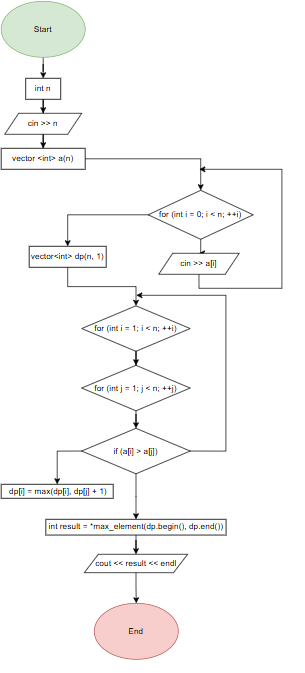 Start
int n
cin >> n
vector <int> a(n)
for (int i = 0; i < n; ++i)
cin >> a[i]
vector<int> dp(n, 1)
for (int i = 1; i < n; ++i)
for (int j = 1; j < n; ++j)
if (a[i] > a[j])
dp[i] = max(dp[i], dp[j] + 1)
int result = *max_element(dp.begin(), dp.end())
cout << result << endl
End